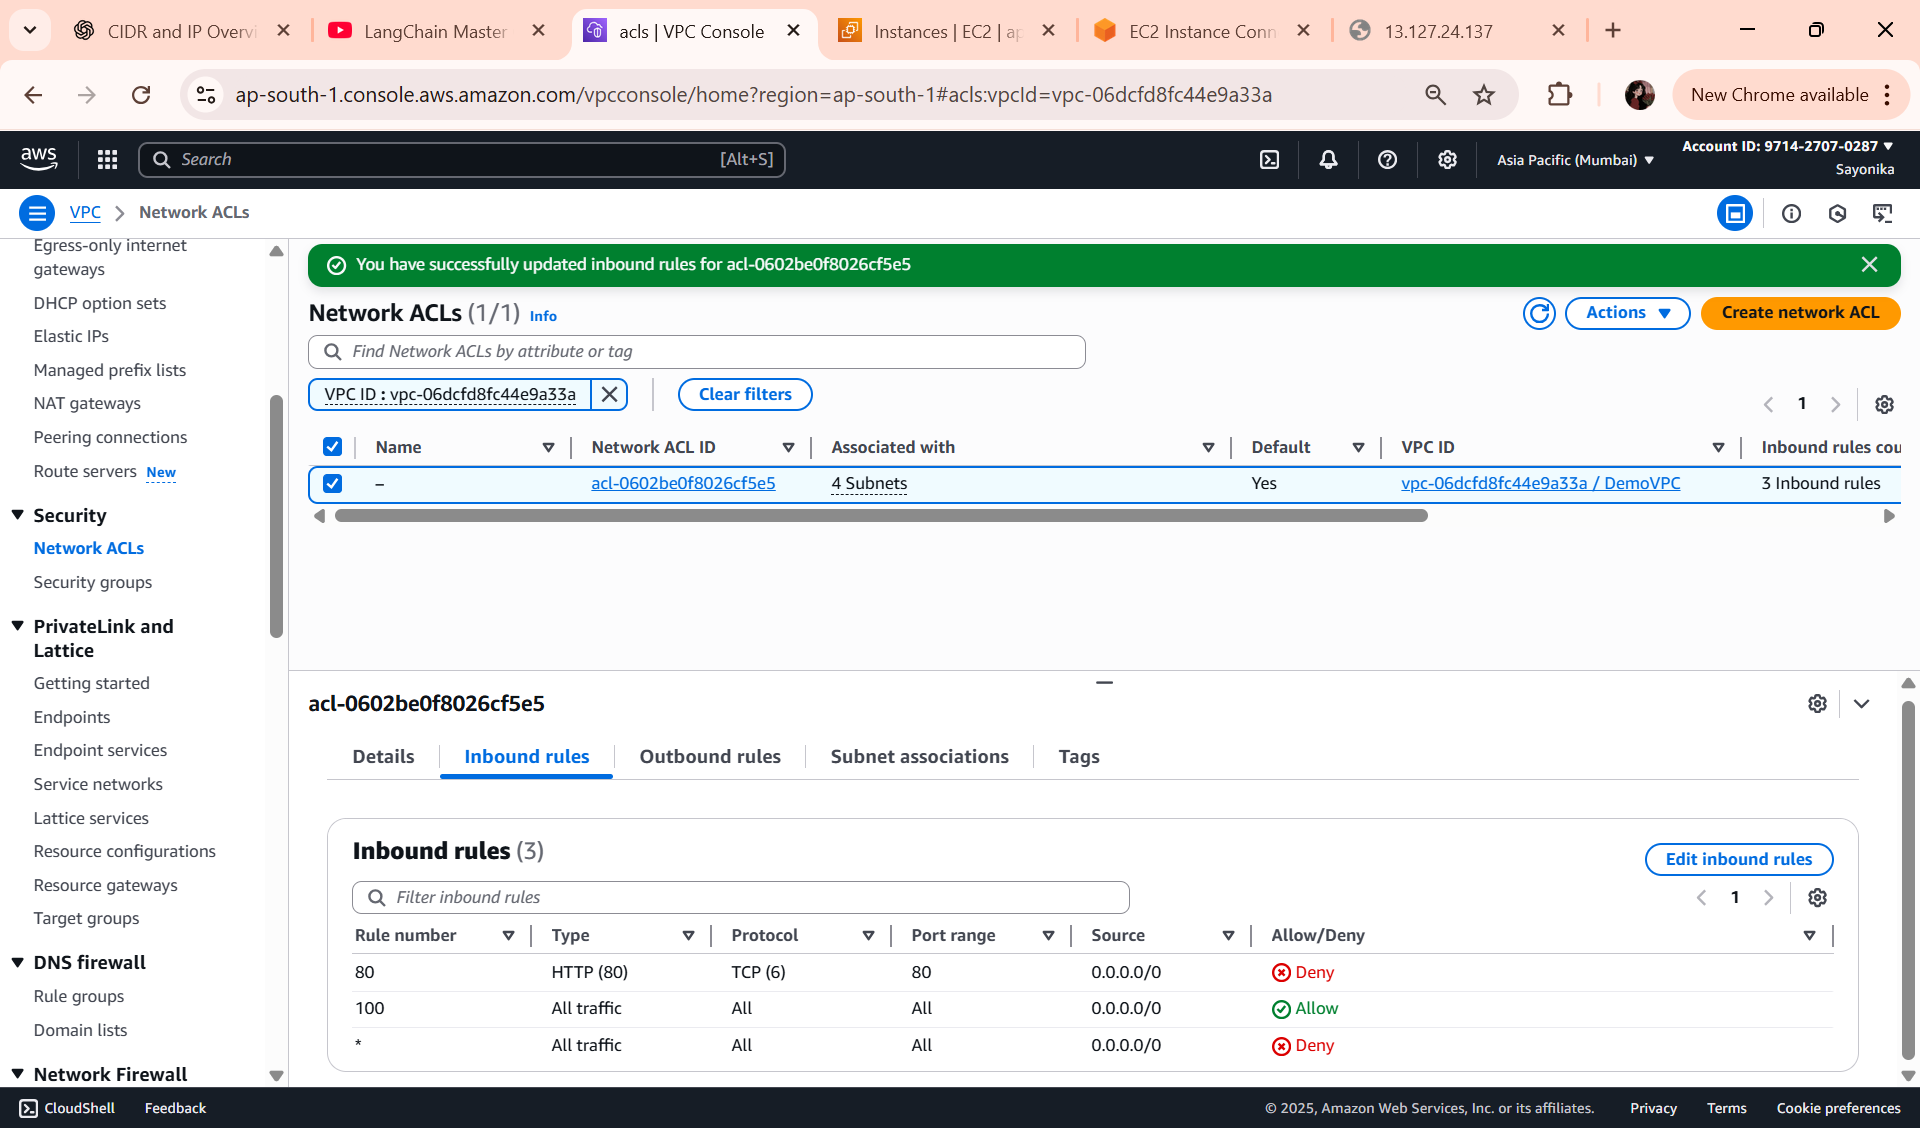 CIDR and IP Overvi
LangChain Master
acls | VPC Console
Instances | EC2 | ap
EC2 Instance Conn
13.127.24.137
ap-south-1.console.aws.amazon.com/vpcconsole/home?region=ap-south-1#acls:vpcId=vpc-06dcfd8fc44e9a33a
New Chrome available
aws
Search
[Alt+S]
Asia Pacific (Mumbai)
Account ID: 9714-2707-0287
Sayonika
VPC
Network ACLs
Egress-only internet
gateways
DHCP option sets
Elastic IPs
Managed prefix lists
NAT gateways
Peering connections
Route servers New
Security
Network ACLs
Security groups
PrivateLink and
Lattice
Getting started
Endpoints
Endpoint services
Service networks
Lattice services
Resource configurations
Resource gateways
Target groups
DNS firewall
Rule groups
Domain lists
Network Firewall
You have successfully updated inbound rules for acl-0602be0f8026cf5e5
Network ACLs (1/1) Info
Actions
Create network ACL
Find Network ACLs by attribute or tag
VPC ID : vpc-06dcfd8fc44e9a33a
Clear filters
1
Name Network ACL ID Associated with Default VPC ID Inbound rules cou
– acl-0602be0f8026cf5e5 4 Subnets Yes vpc-06dcfd8fc44e9a33a / DemoVPC 3 Inbound rules
acl-0602be0f8026cf5e5
Details Inbound rules Outbound rules Subnet associations Tags
Inbound rules (3)
Edit inbound rules
Filter inbound rules
1
Rule number Type Protocol Port range Source Allow/Deny
80 HTTP (80) TCP (6) 80 0.0.0.0/0 Deny
100 All traffic All All 0.0.0.0/0 Allow
* All traffic All All 0.0.0.0/0 Deny
CloudShell Feedback © 2025, Amazon Web Services, Inc. or its affiliates. Privacy Terms Cookie preferences